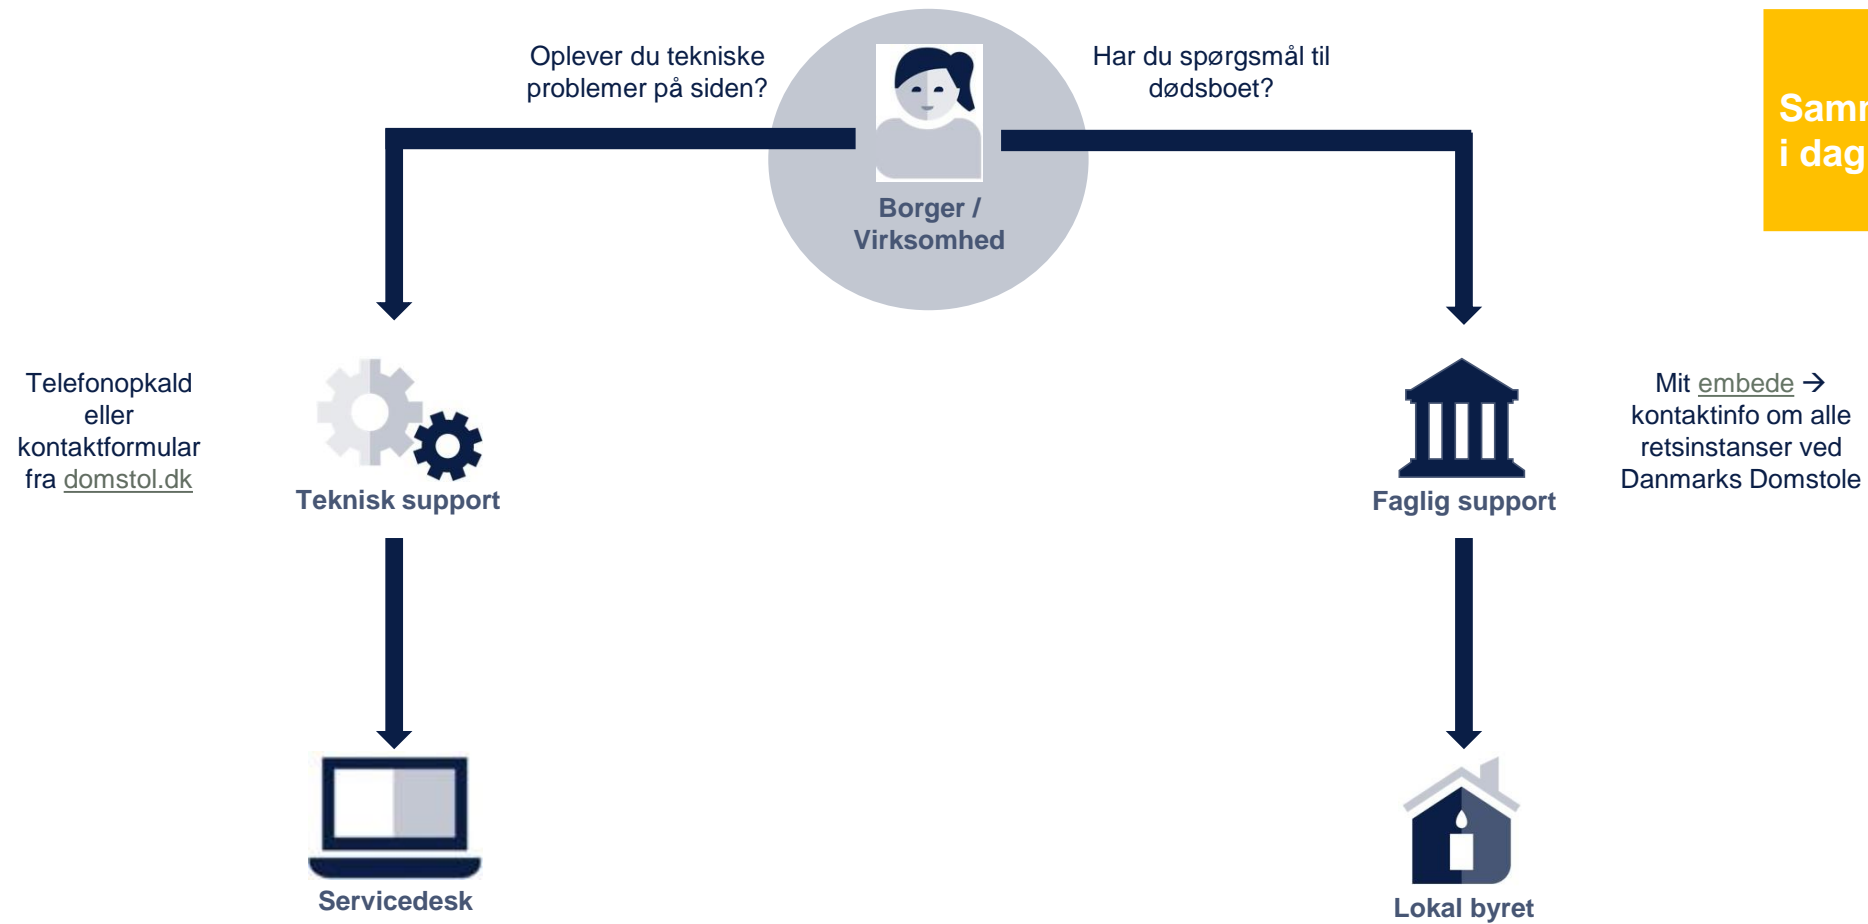 Oplever du tekniske
problemer på siden?
Har du spørgsmål til
dødsboet?
i dag
Borger /
Virksomhed
Telefonopkald
eller
kontaktformular
fra domstol.dk
Teknisk support
Faglig support
Mit embede →
kontaktinfo om alle
retsinstanser ved
Danmarks Domstole
Servicedesk
Lokal byret